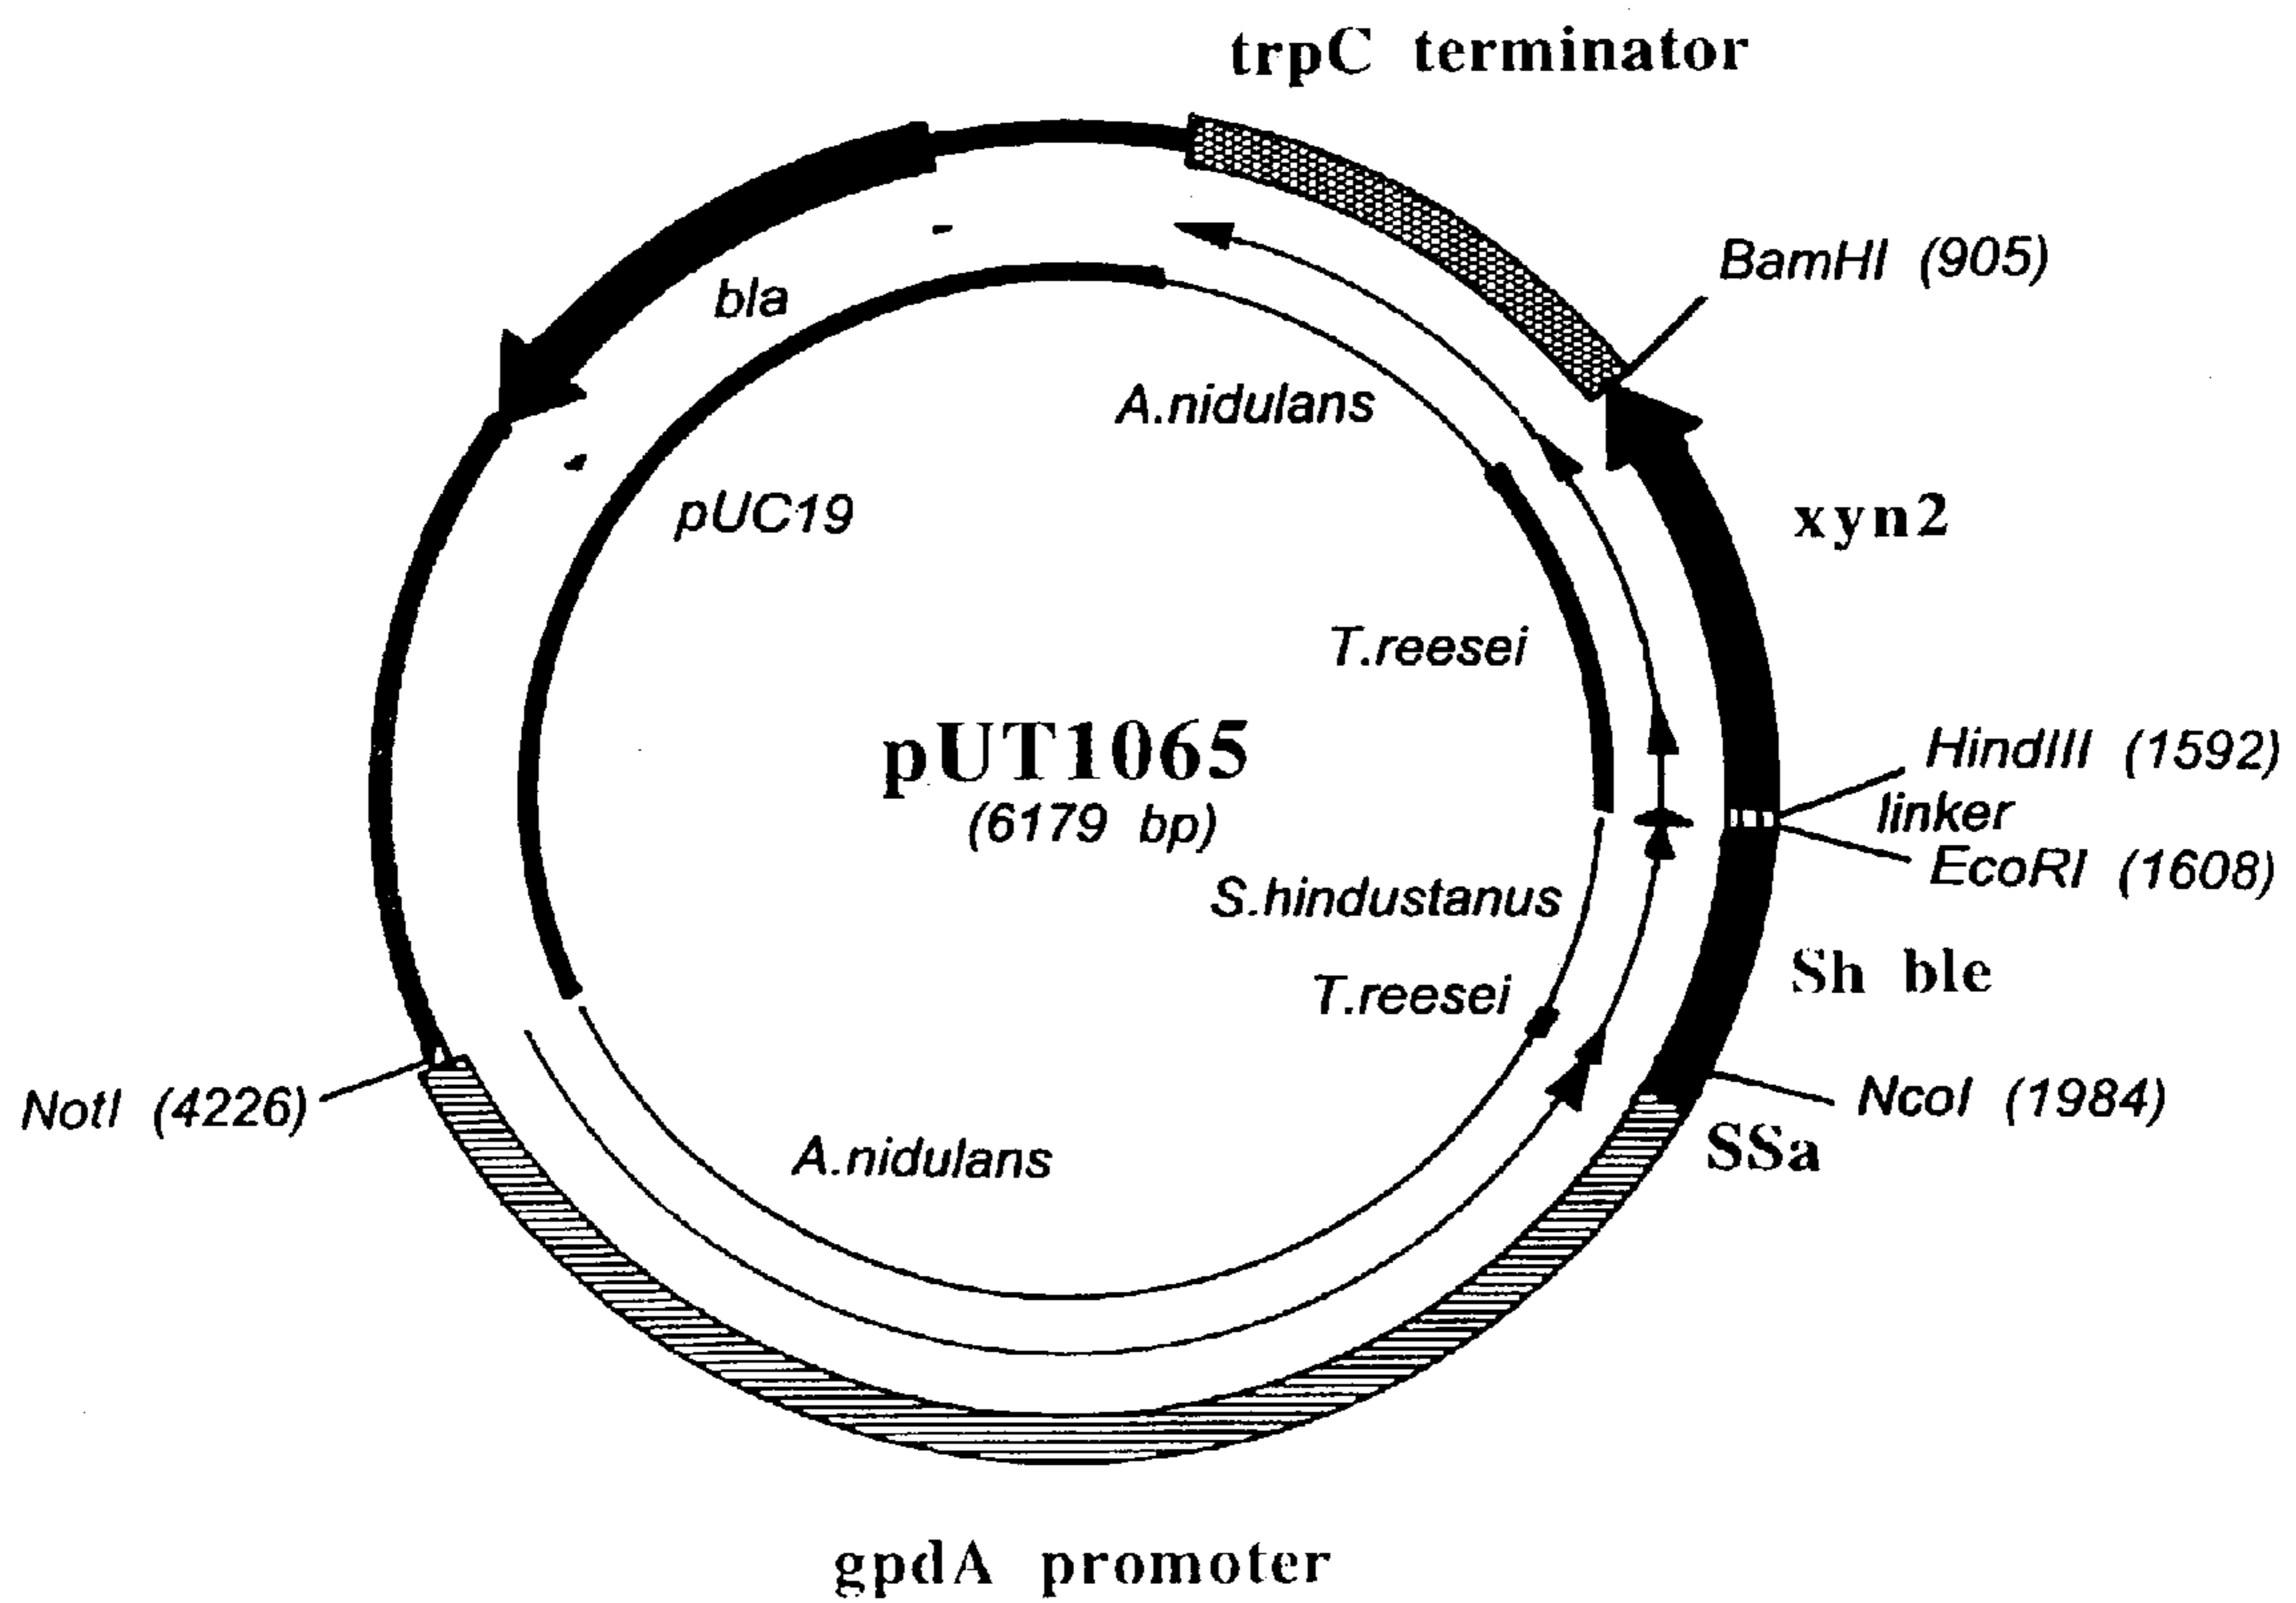 trpC terminator
BamHI (905)
bla
A.nidulans
pUC19
xyn2
T.reesei
pUT1065
(6179 bp)
HindIII (1592)
linker
EcoRI (1608)
S.hindustanus
Sh ble
T.reesei
NotI (4226)
NcoI (1984)
SSa
A.nidulans
gpdA promoter